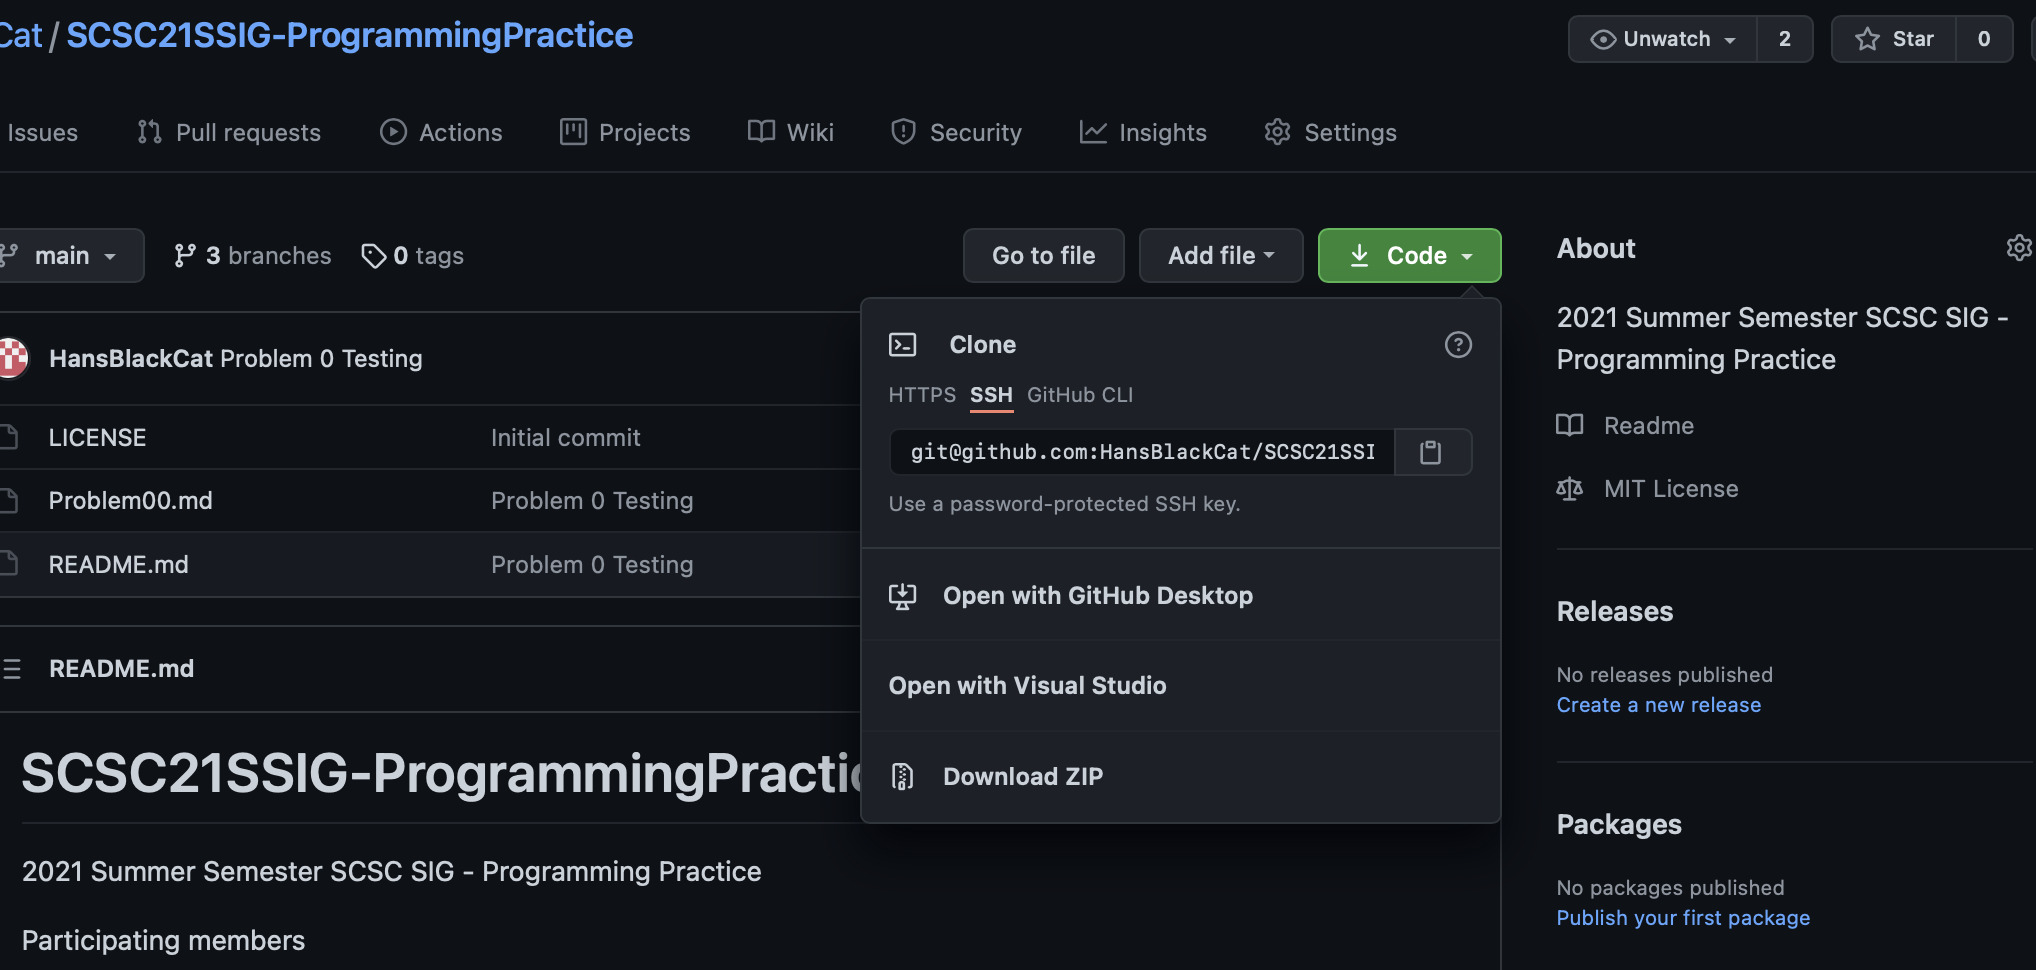 Cat / SCSC21SSIG-ProgrammingPractice
Unwatch 2 Star 0
Issues Pull requests Actions Projects Wiki Security Insights Settings
main 3 branches 0 tags Go to file Add file Code
HansBlackCat Problem 0 Testing
LICENSE Initial commit
Problem00.md Problem 0 Testing
README.md Problem 0 Testing
Clone
HTTPS SSH GitHub CLI
git@github.com:HansBlackCat/SCSC21SSI
Use a password-protected SSH key.
Open with GitHub Desktop
Open with Visual Studio
Download ZIP
README.md
SCSC21SSIG-ProgrammingPractic
2021 Summer Semester SCSC SIG - Programming Practice
Participating members
About
2021 Summer Semester SCSC SIG -
Programming Practice
Readme
MIT License
Releases
No releases published
Create a new release
Packages
No packages published
Publish your first package